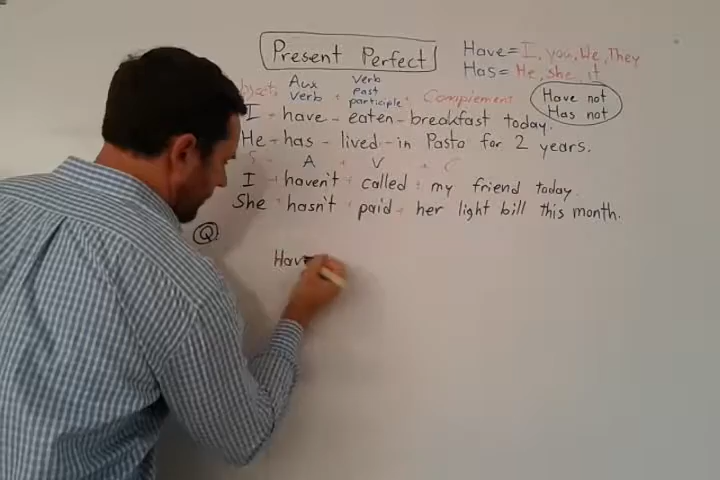 Present Perfect
Have = I, you, We, They
Has = He, she, it
Have not
Has not
Aux Verb + Verb Past participle + Complement
I - have - eaten - breakfast today.
He - has - lived - in Pasto for 2 years.
S - A + V + C
I + haven't + called + my friend today.
She + hasn't + paid + her light bill this month.
Q
Hav